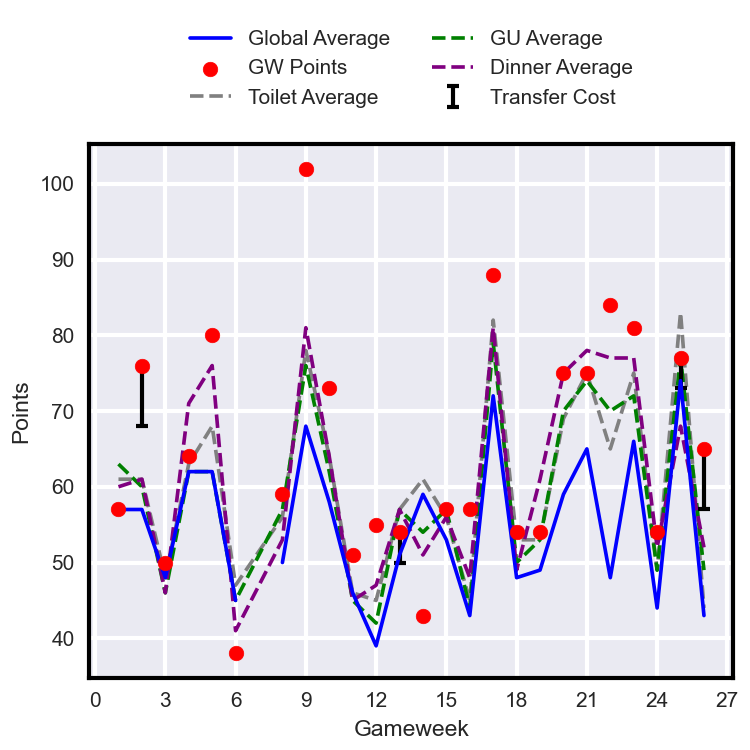 Global Average
GW Points
Toilet Average
GU Average
Dinner Average
Transfer Cost
Points
100
90
80
70
60
50
40
0 3 6 9 12 15 18 21 24 27
Gameweek